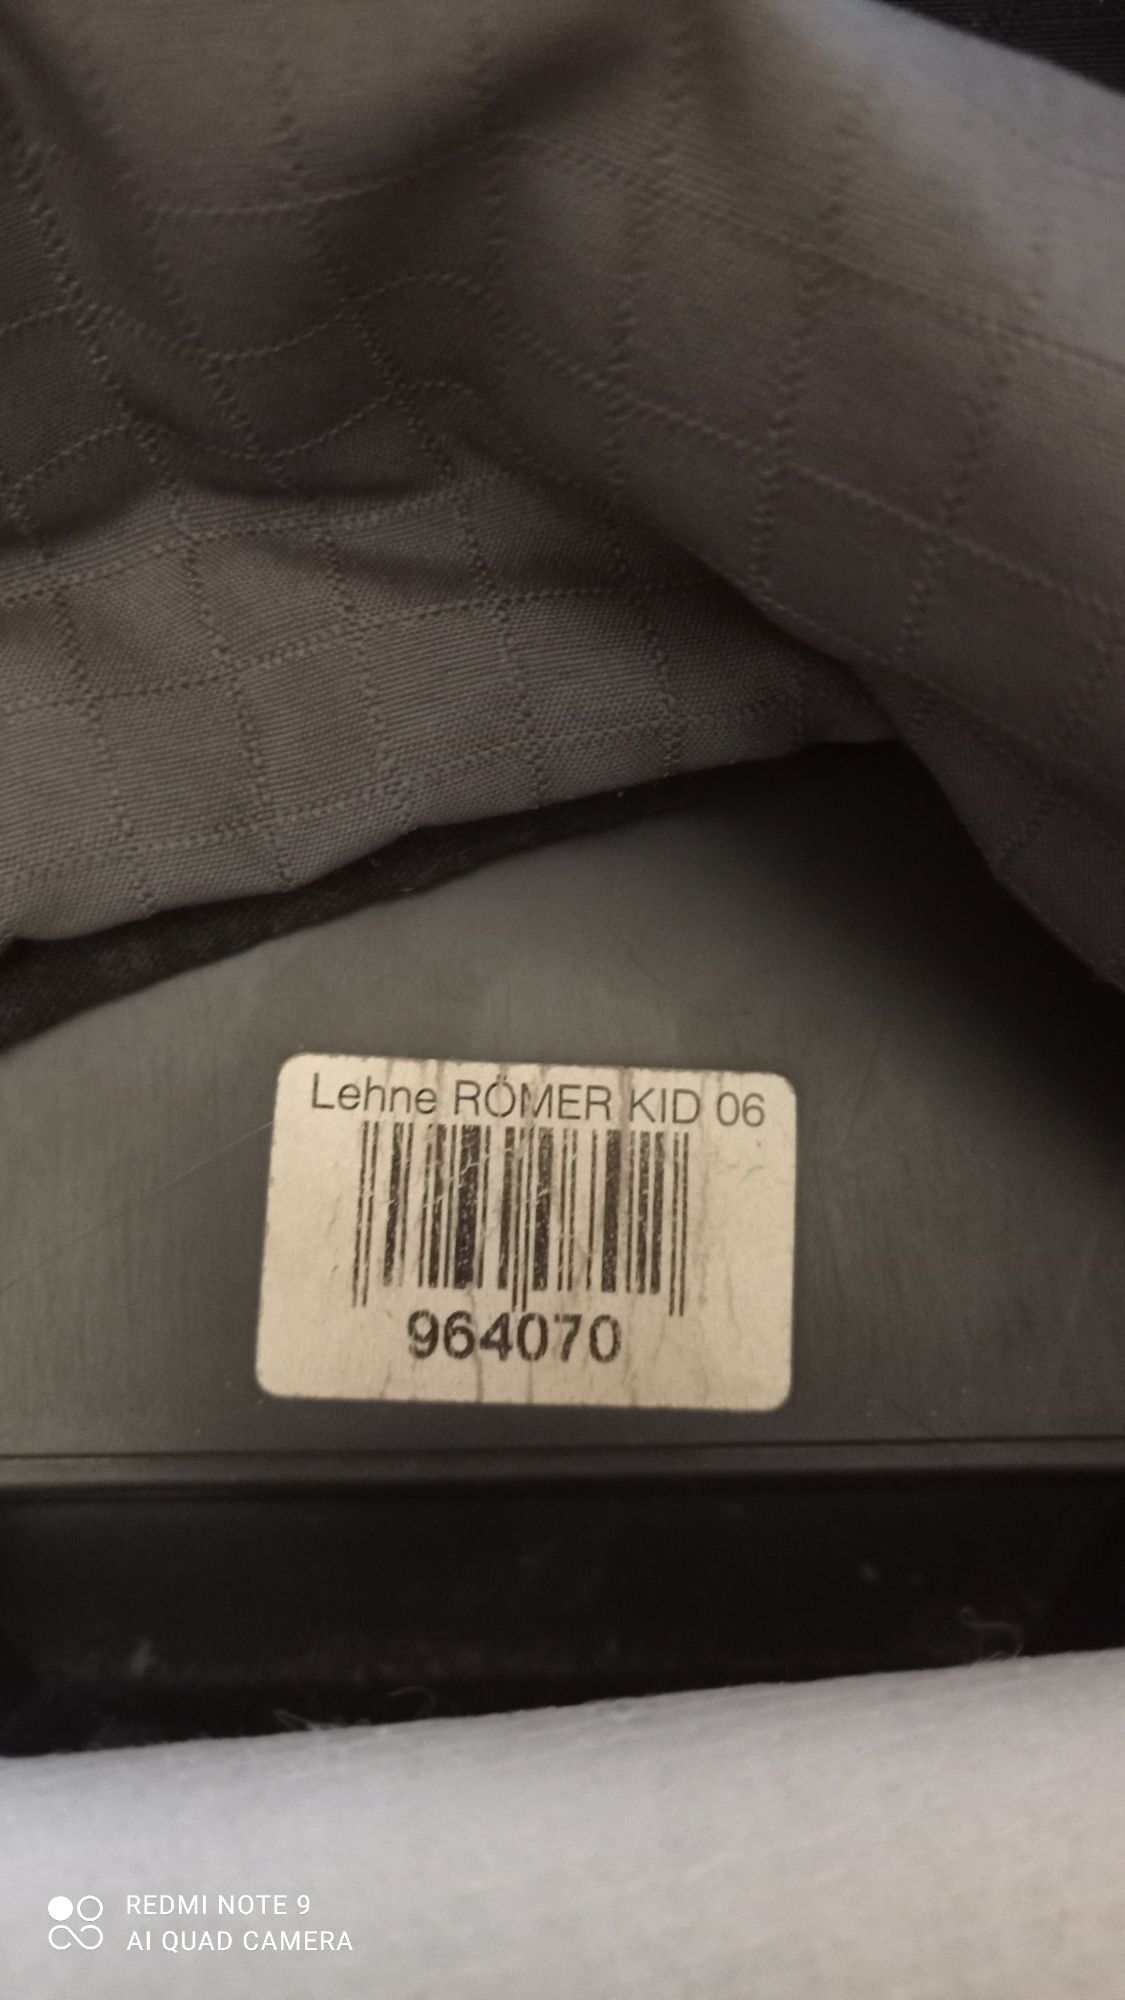 Lehne RÖMER KID 06
964070
REDMI NOTE 9
AI QUAD CAMERA